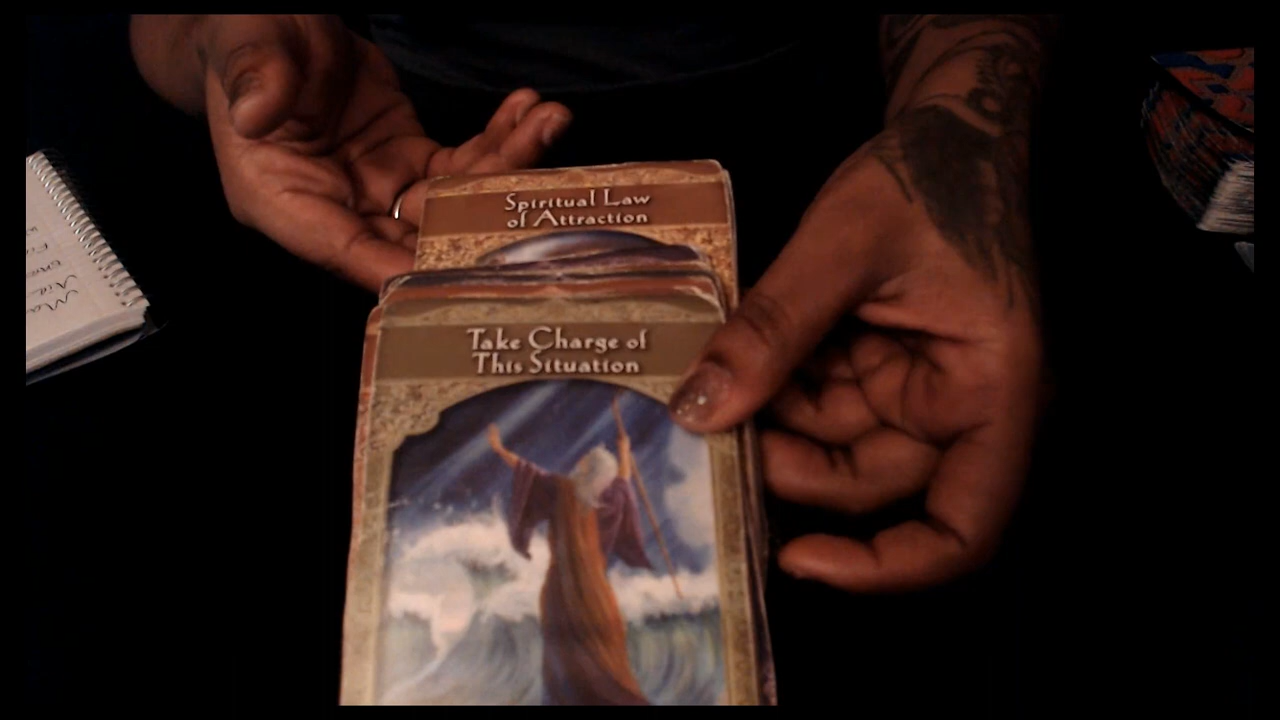 Spiritual Law
of Attraction
Take Charge of
This Situation